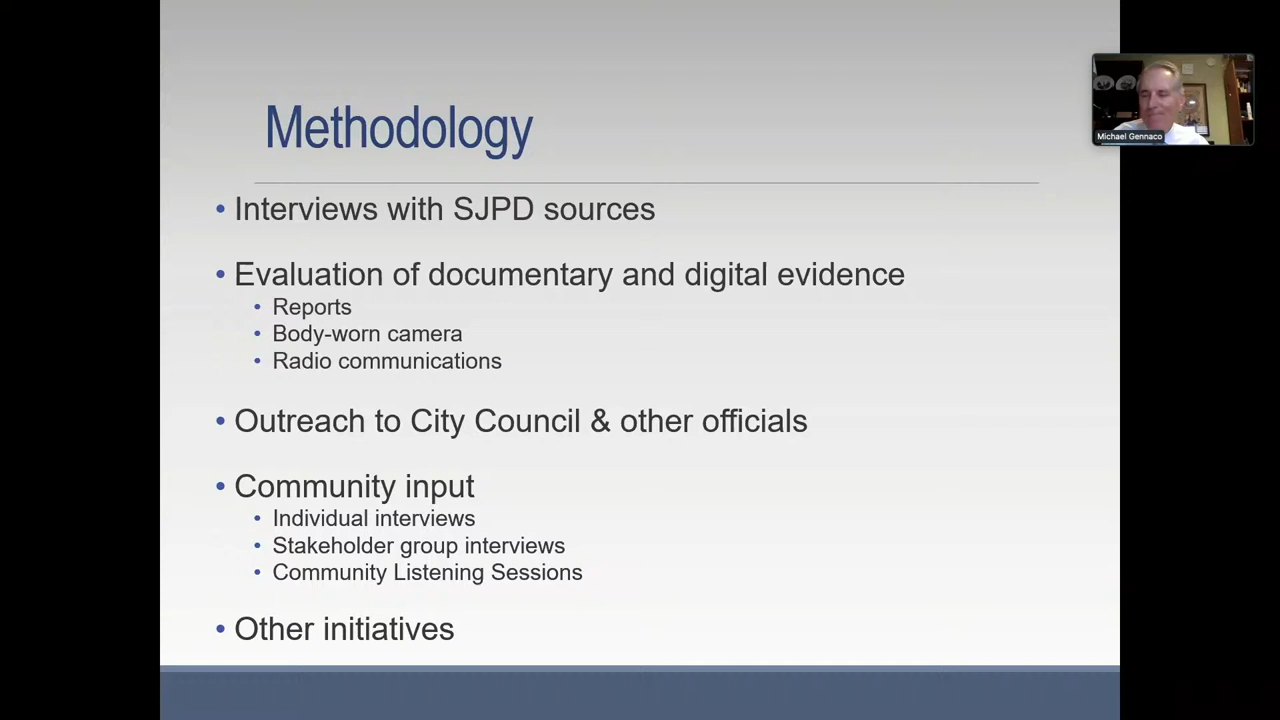 Methodology
Michael Gennaco
• Interviews with SJPD sources
• Evaluation of documentary and digital evidence
• Reports
• Body-worn camera
• Radio communications
• Outreach to City Council & other officials
• Community input
• Individual interviews
• Stakeholder group interviews
• Community Listening Sessions
• Other initiatives